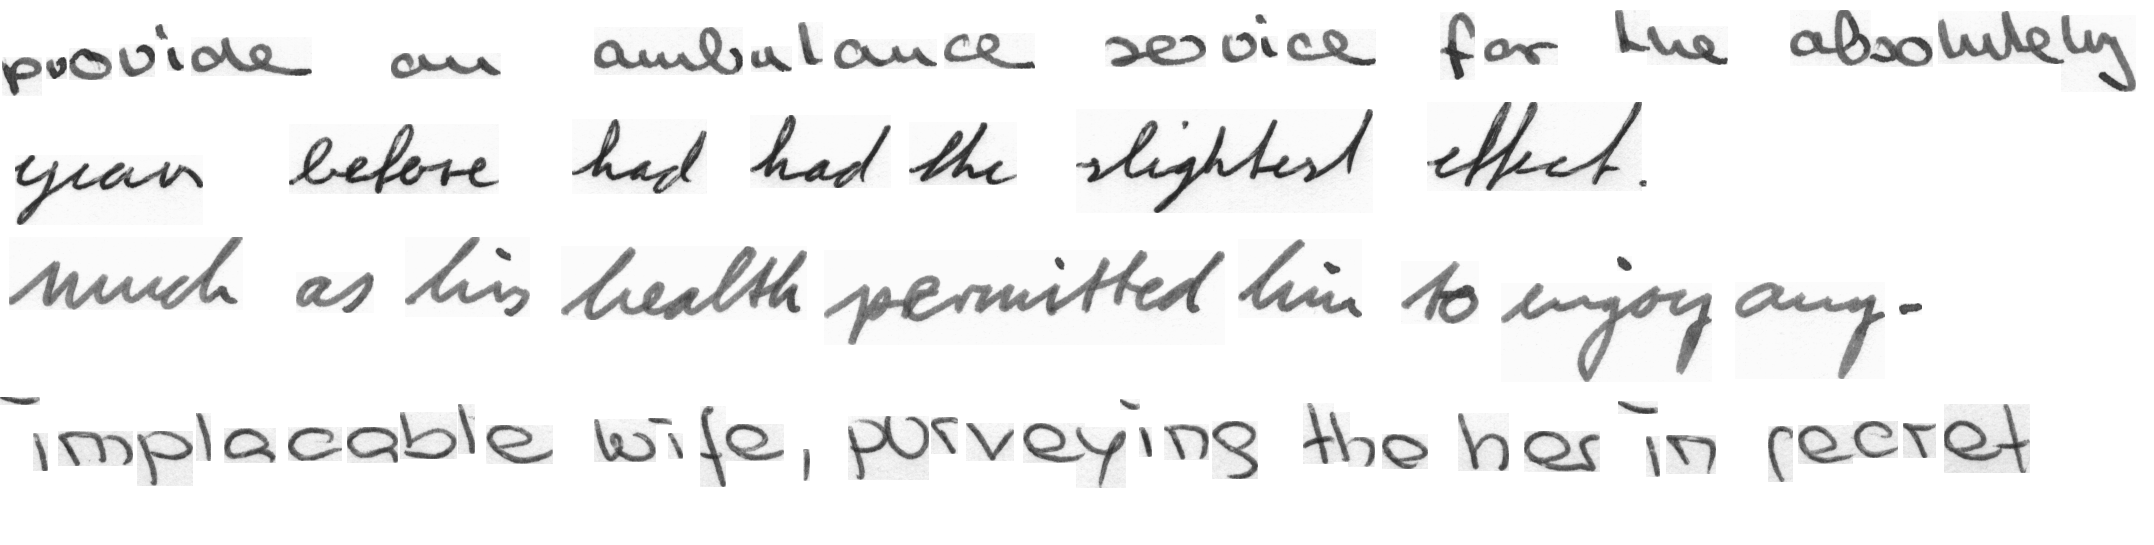 provide an ambulance service for the absolutely
years before had had the slightest effect.
much as his health permitted him to enjoy any-
implacable wife, purveying the her in secret